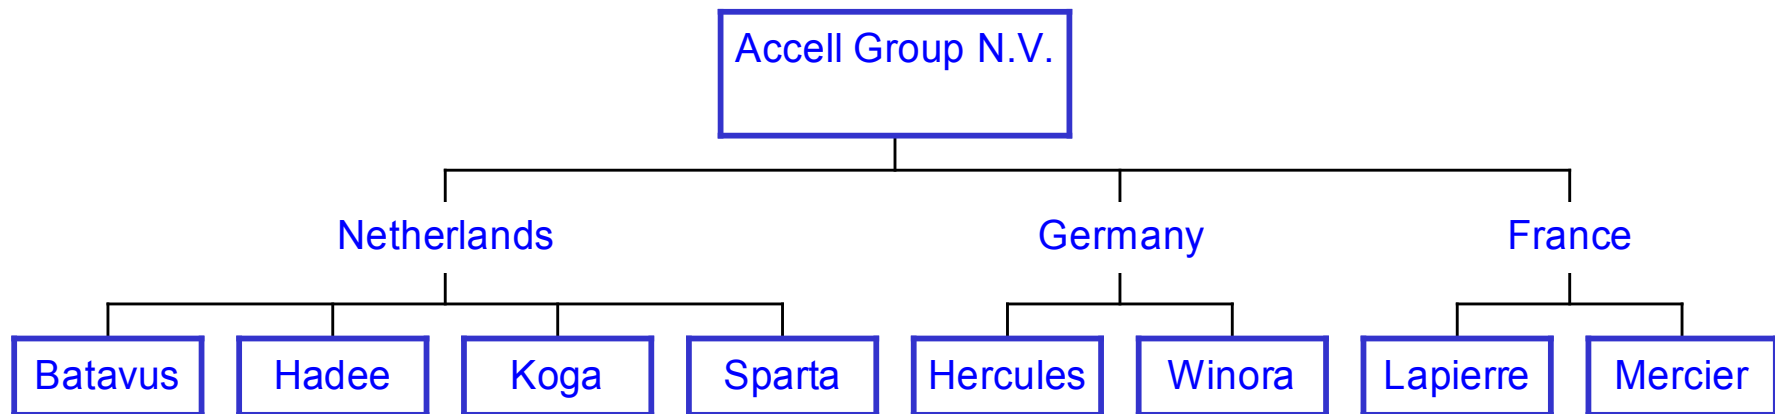 Accell Group N.V.
Netherlands
Germany
France
Batavus
Hadee
Koga
Sparta
Hercules
Winora
Lapierre
Mercier